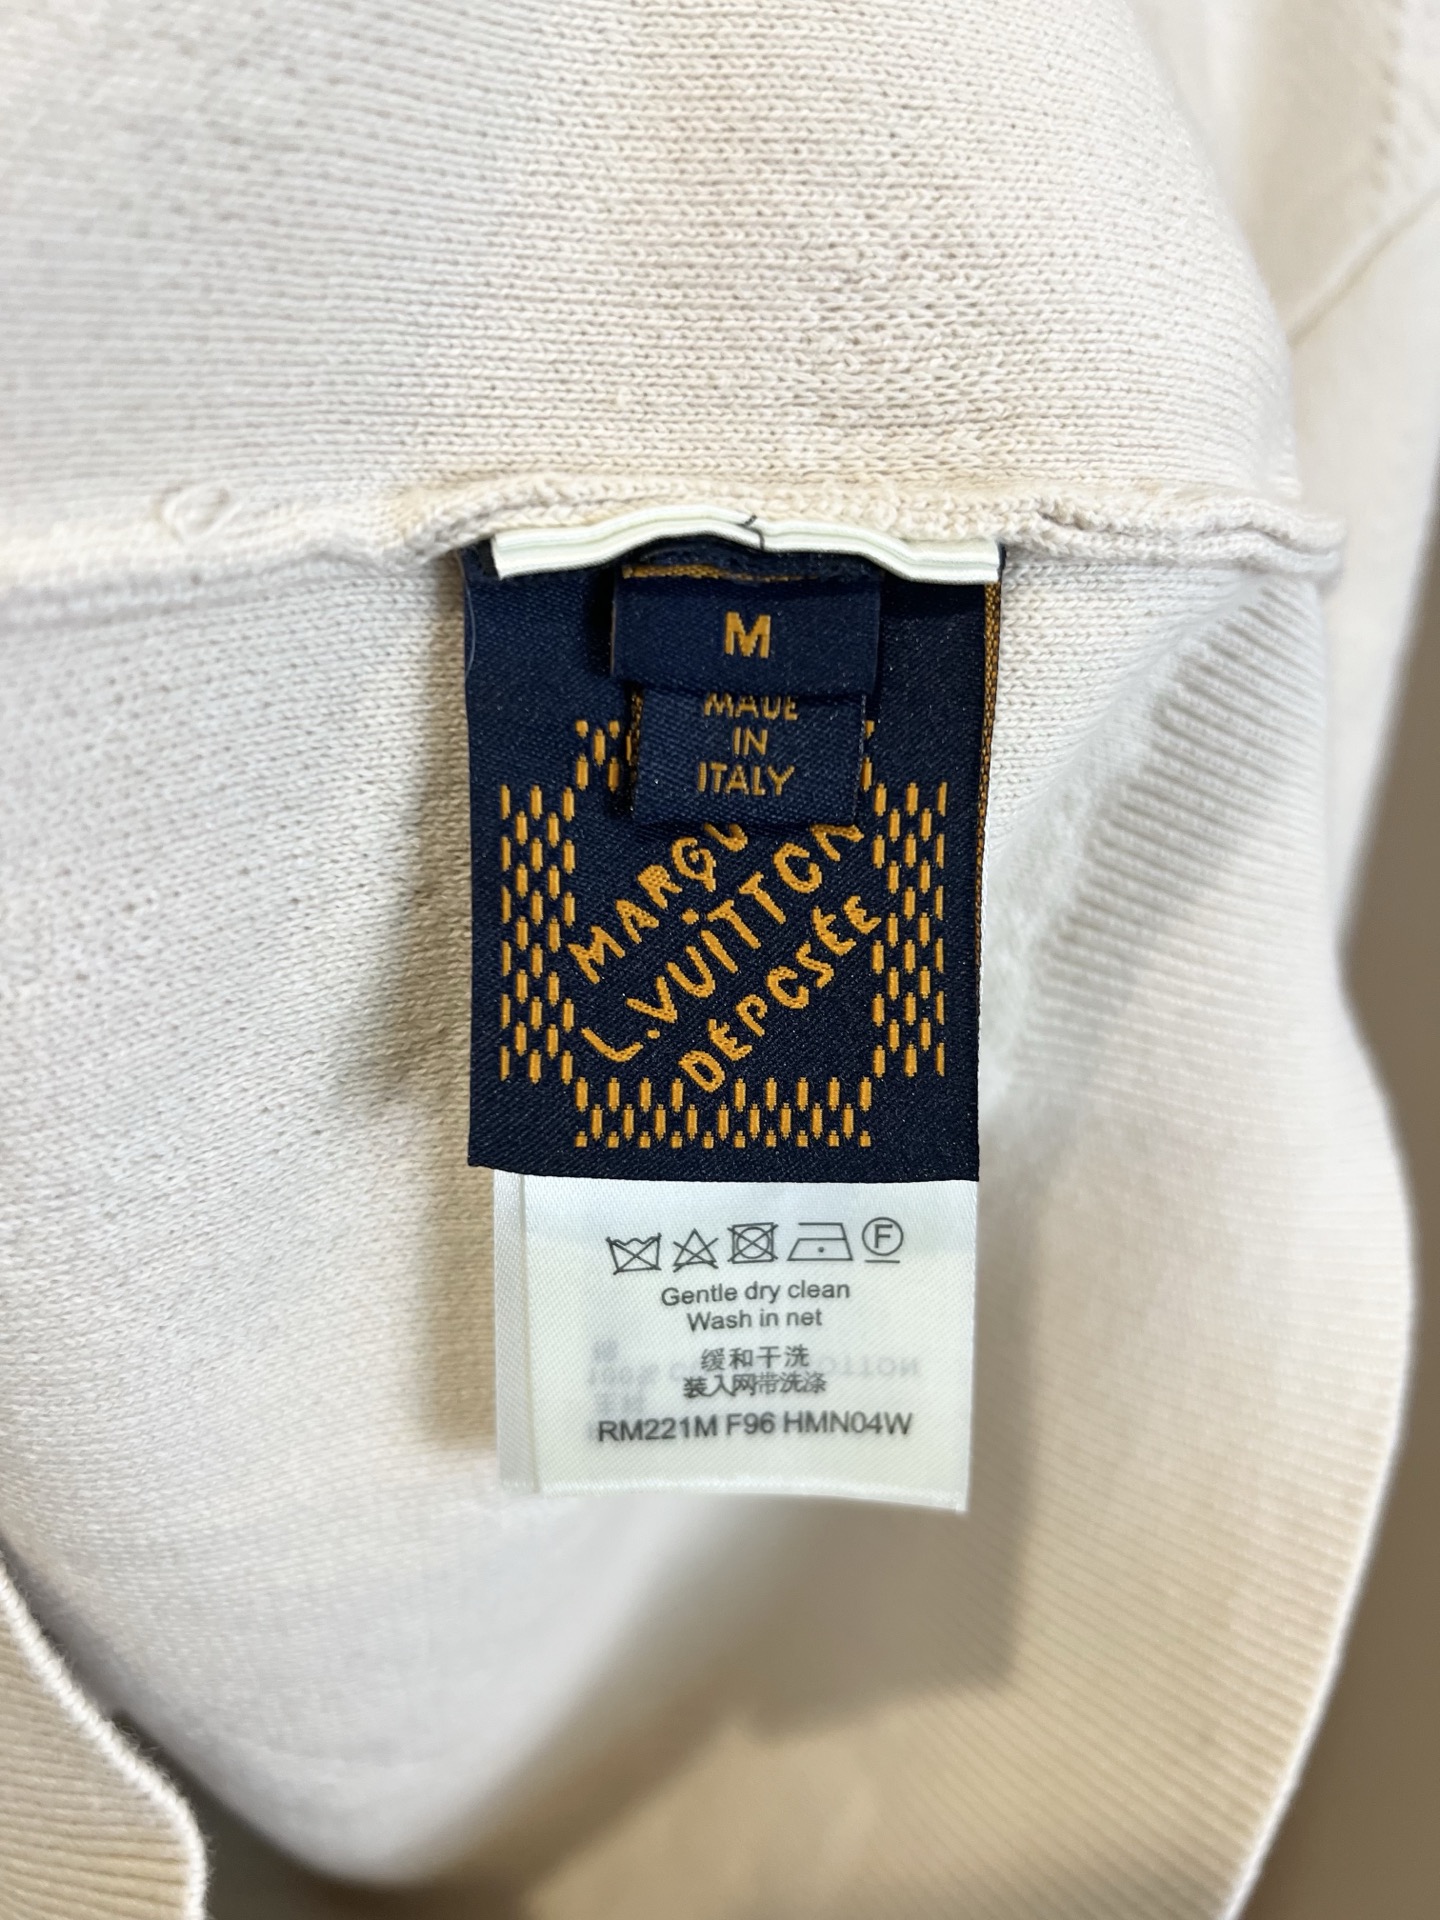 M
MADE
IN
ITALY
L.VUITTON
DÉPOSÉE
Gentle dry clean
Wash in net
缓和干洗
装入网带洗涤
RM221M F96 HMN04W